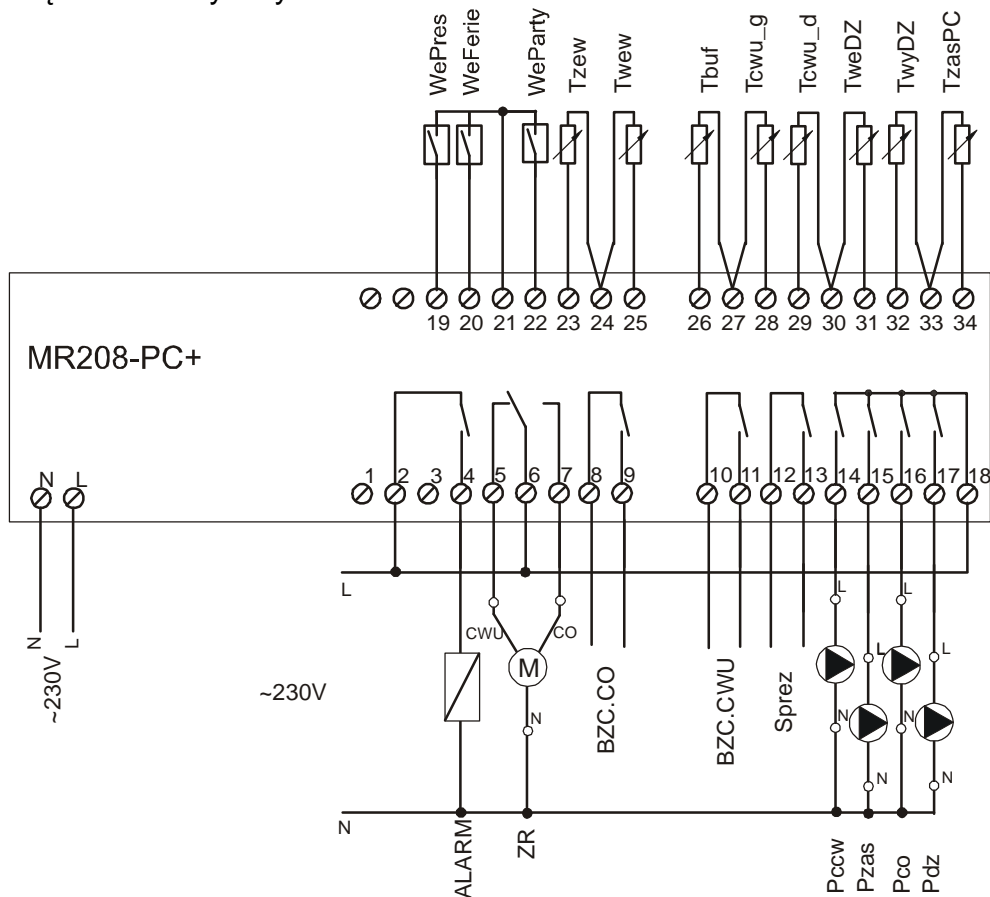 WePres WeFerie WeParty Tzew Twew Tbuf Tcwu_g Tcwu_d TweDZ TwyDZ TzasPC
19 20 21 22 23 24 25 26 27 28 29 30 31 32 33 34
MR208-PC+
N L 1 2 3 4 5 6 7 8 9 10 11 12 13 14 15 16 17 18
L
L L
CWU CO
L L
N L
M
~230V
~230V
BZC.CO
BZC.CWU
Sprez
N N N
N N
N
ALARM
ZR
Pccw Pzas Pco Pdz